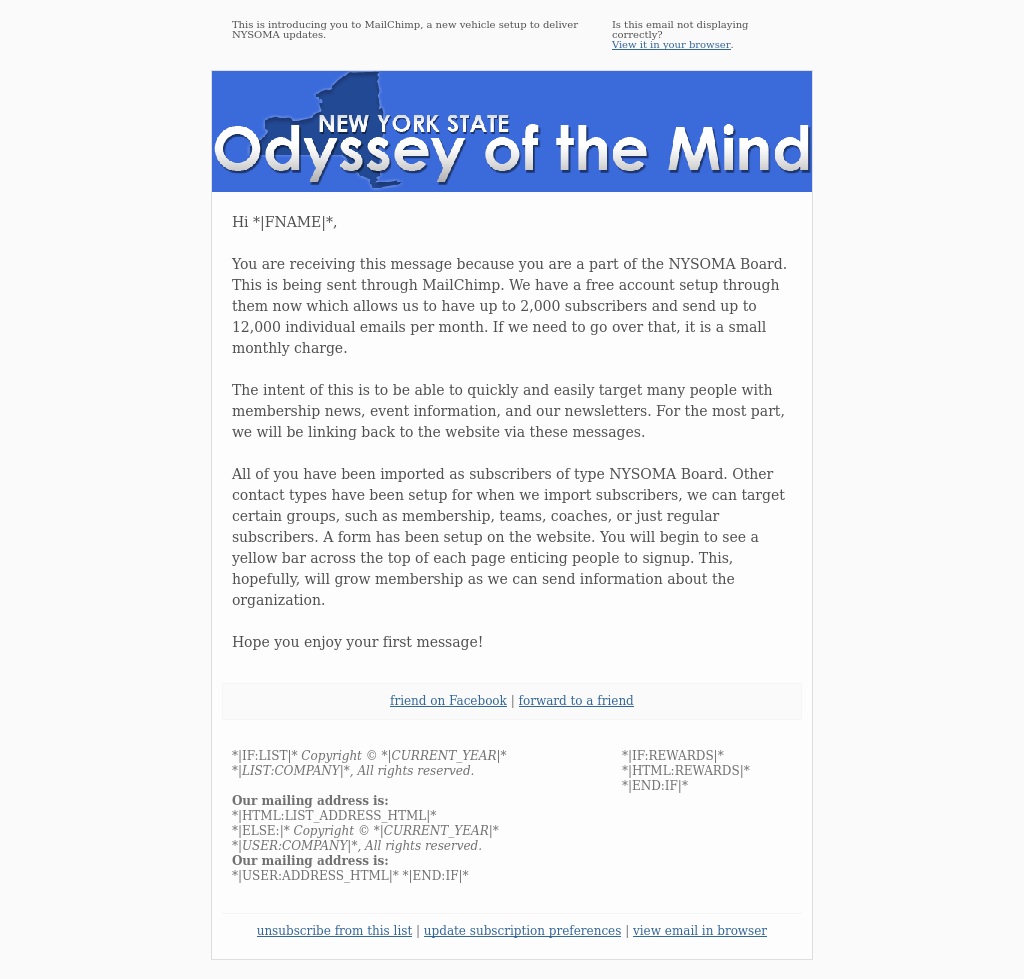 This is introducing you to MailChimp, a new vehicle setup to deliver
NYSOMA updates.
Is this email not displaying
correctly?
View it in your browser.
NEW YORK STATE
Odyssey of the Mind
Hi *|FNAME|*,
You are receiving this message because you are a part of the NYSOMA Board.
This is being sent through MailChimp. We have a free account setup through
them now which allows us to have up to 2,000 subscribers and send up to
12,000 individual emails per month. If we need to go over that, it is a small
monthly charge.
The intent of this is to be able to quickly and easily target many people with
membership news, event information, and our newsletters. For the most part,
we will be linking back to the website via these messages.
All of you have been imported as subscribers of type NYSOMA Board. Other
contact types have been setup for when we import subscribers, we can target
certain groups, such as membership, teams, coaches, or just regular
subscribers. A form has been setup on the website. You will begin to see a
yellow bar across the top of each page enticing people to signup. This,
hopefully, will grow membership as we can send information about the
organization.
Hope you enjoy your first message!
friend on Facebook | forward to a friend
*|IF:LIST|* Copyright © *|CURRENT_YEAR|*
*|LIST:COMPANY|*, All rights reserved.
Our mailing address is:
*|HTML:LIST_ADDRESS_HTML|*
*|ELSE:|* Copyright © *|CURRENT_YEAR|*
*|USER:COMPANY|*, All rights reserved.
Our mailing address is:
*|USER:ADDRESS_HTML|* *|END:IF|*
*|IF:REWARDS|*
*|HTML:REWARDS|*
*|END:IF|*
unsubscribe from this list | update subscription preferences | view email in browser